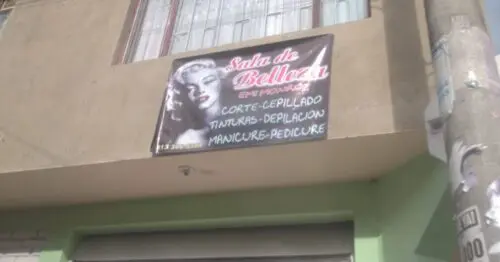 Sala de
Belleza
CORTE-CEPILLADO
TINTURAS-DEPILACION
MANICURE-PEDICURE